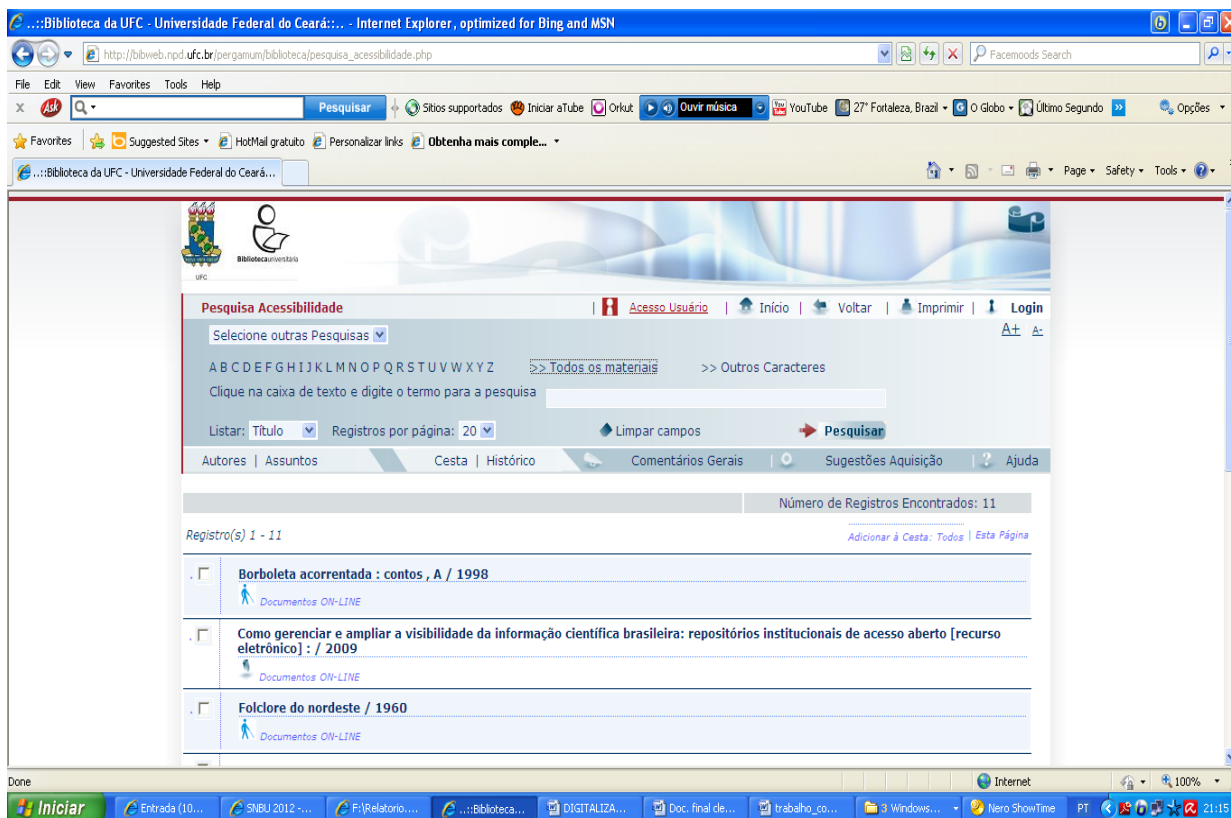 ..::Biblioteca da UFC - Universidade Federal do Ceará::.. - Internet Explorer, optimized for Bing and MSN
http://bibweb.npd.ufc.br/pergamum/biblioteca/pesquisa_acessibilidade.php Facemoods Search
File Edit View Favorites Tools Help
x Ask Pesquisar Sitios supportados Iniciar aTube Orkut Ouvir música YouTube 27° Fortaleza, Brazil O Globo Último Segundo Opções
Favorites Suggested Sites HotMail gratuito Personalizar links Obtenha mais comple...
..::Biblioteca da UFC - Universidade Federal do Ceará... Page Safety Tools
Bibliotecauniversitária
UFC
Pesquisa Acessibilidade | Acesso Usuário | Início | Voltar | Imprimir | Login
Selecione outras Pesquisas A+ A-
A B C D E F G H I J K L M N O P Q R S T U V W X Y Z >> Todos os materiais >> Outros Caracteres
Clique na caixa de texto e digite o termo para a pesquisa
Listar: Título Registros por página: 20 Limpar campos Pesquisar
Autores | Assuntos Cesta | Histórico Comentários Gerais | Sugestões Aquisição | Ajuda
Número de Registros Encontrados: 11
Registro(s) 1 - 11 Adicionar à Cesta: Todos | Esta Página
. Borboleta acorrentada : contos , A / 1998
Documentos ON-LINE
. Como gerenciar e ampliar a visibilidade da informação científica brasileira: repositórios institucionais de acesso aberto [recurso
eletrônico] : / 2009
Documentos ON-LINE
. Folclore do nordeste / 1960
Documentos ON-LINE
Done Internet 100%
Iniciar Entrada (10... SNBU 2012 -... F:\Relatorio.... ..::Biblioteca... DIGITALIZA... Doc. final de... trabalho_co... 3 Windows... Nero ShowTime PT 21:15